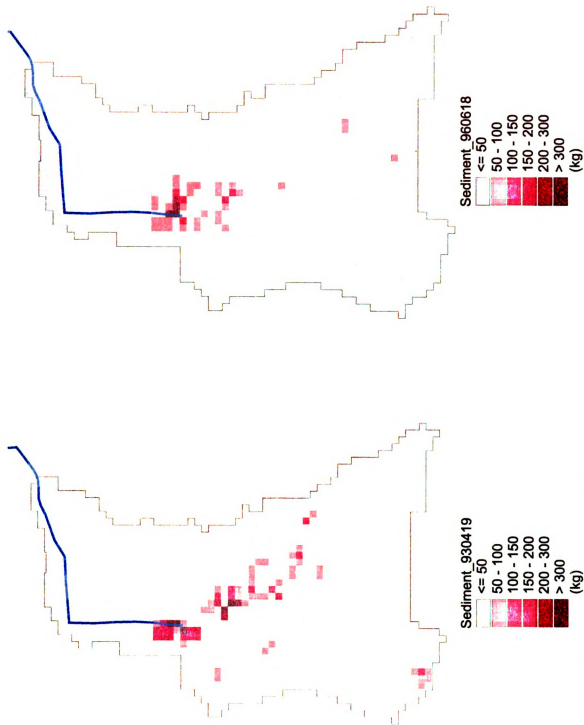 Sediment_960618
<= 50
50 - 100
100 - 150
150 - 200
200 - 300
> 300
(kg)
Sediment_930419
<= 50
50 - 100
100 - 150
150 - 200
200 - 300
> 300
(kg)